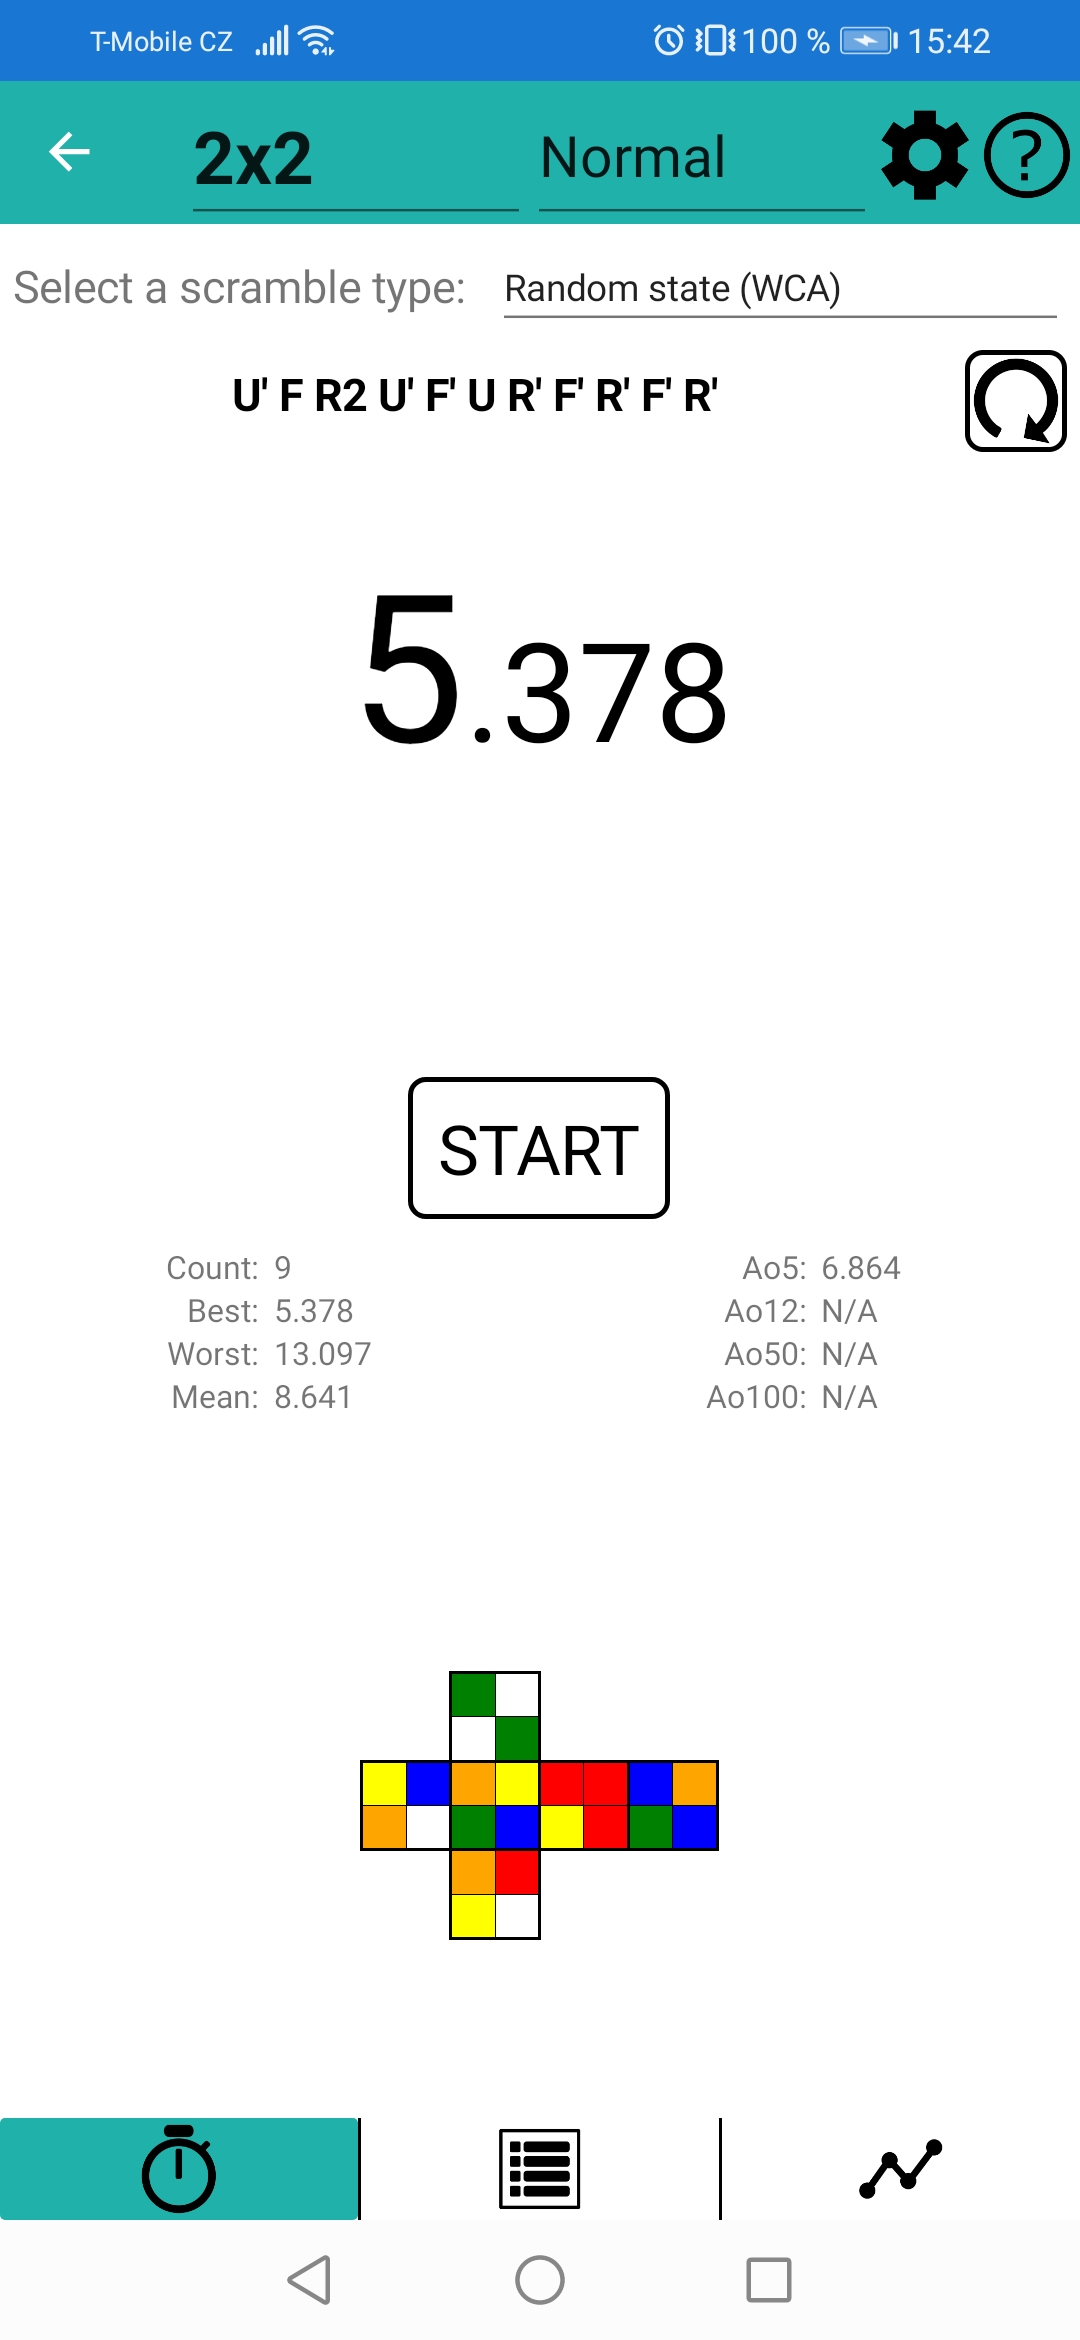 T-Mobile CZ 100 % 15:42
2x2 Normal ?
Select a scramble type: Random state (WCA)
U' F R2 U' F' U R' F' R' F' R'
5.378
START
Count: 9 Ao5: 6.864
Best: 5.378 Ao12: N/A
Worst: 13.097 Ao50: N/A
Mean: 8.641 Ao100: N/A